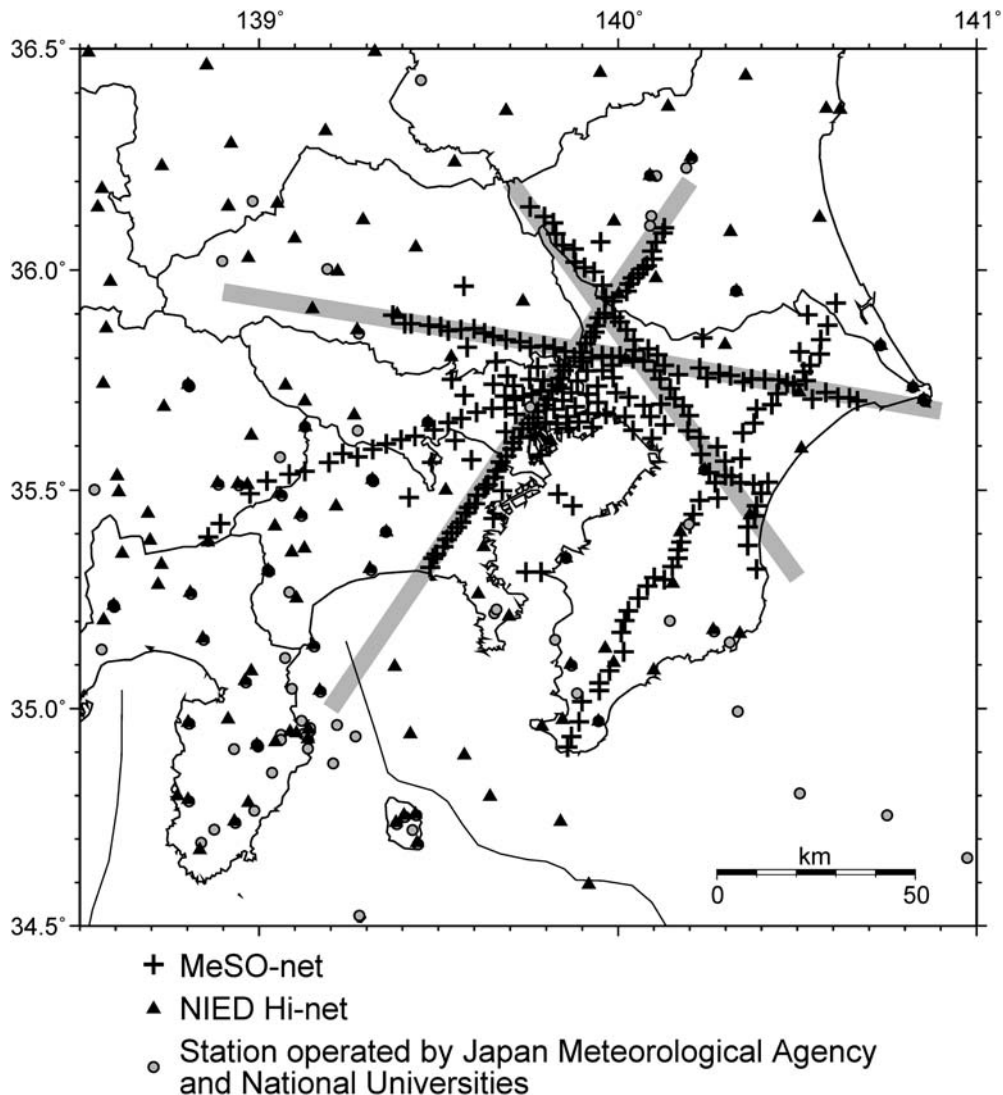 139˚ 140˚ 141˚
36.5˚
36.0˚
35.5˚
35.0˚
34.5˚
km
0 50
MeSO-net
NIED Hi-net
Station operated by Japan Meteorological Agency
and National Universities